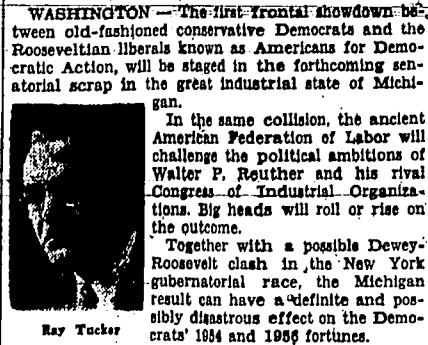 WASHINGTON — The first frontal showdown be-
tween old-fashioned conservative Democrats and the
Rooseveltian liberals known as Americans for Demo-
cratic Action, will be staged in the forthcoming sen-
atorial scrap in the great industrial state of Michi-
gan.
In the same collision, the ancient
American Federation of Labor will
challenge the political ambitions of
Walter P. Reuther and his rival
Congress of Industrial Organiza-
tions. Big heads will roll or rise on
the outcome.
Together with a possible Dewey-
Roosevelt clash in the New York
gubernatorial race, the Michigan
result can have a definite and pos-
sibly disastrous effect on the Demo-
crats' 1954 and 1956 fortunes.
Ray Tucker